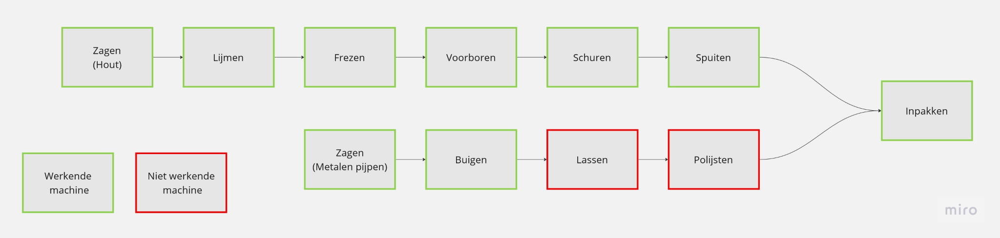 Zagen
(Hout)
Lijmen
Frezen
Voorboren
Schuren
Spuiten
Inpakken
Zagen
(Metalen pijpen)
Buigen
Lassen
Polijsten
Werkende
machine
Niet werkende
machine
miro